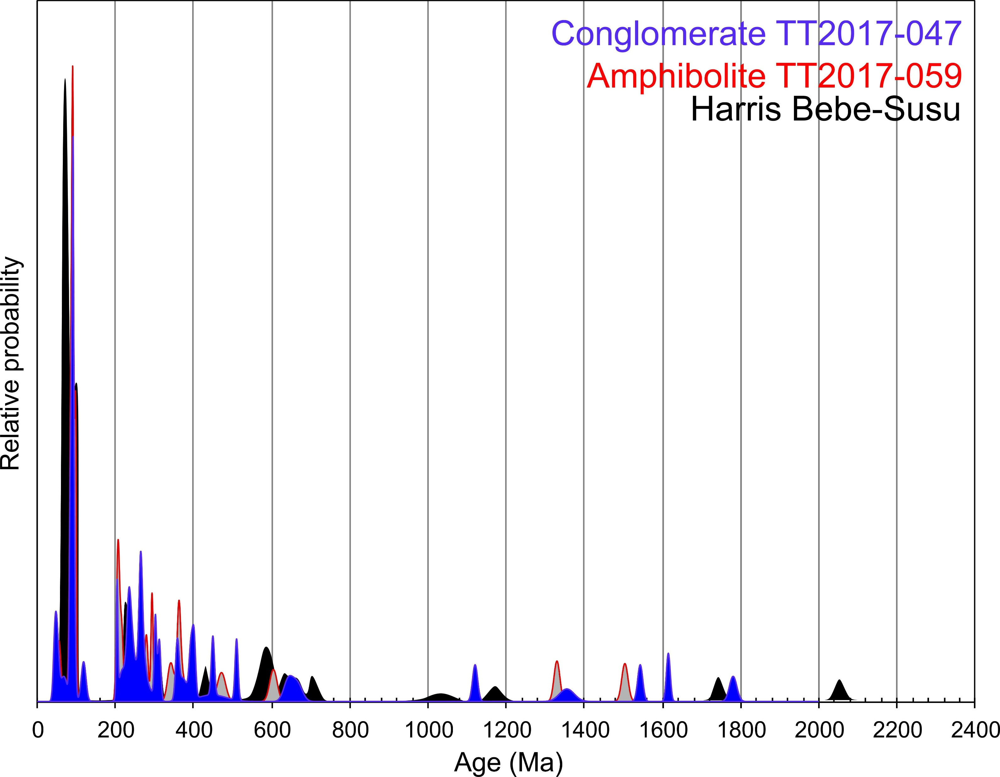 Conglomerate TT2017-047
Amphibolite TT2017-059
Harris Bebe-Susu
Relative probability
0 200 400 600 800 1000 1200 1400 1600 1800 2000 2200 2400
Age (Ma)